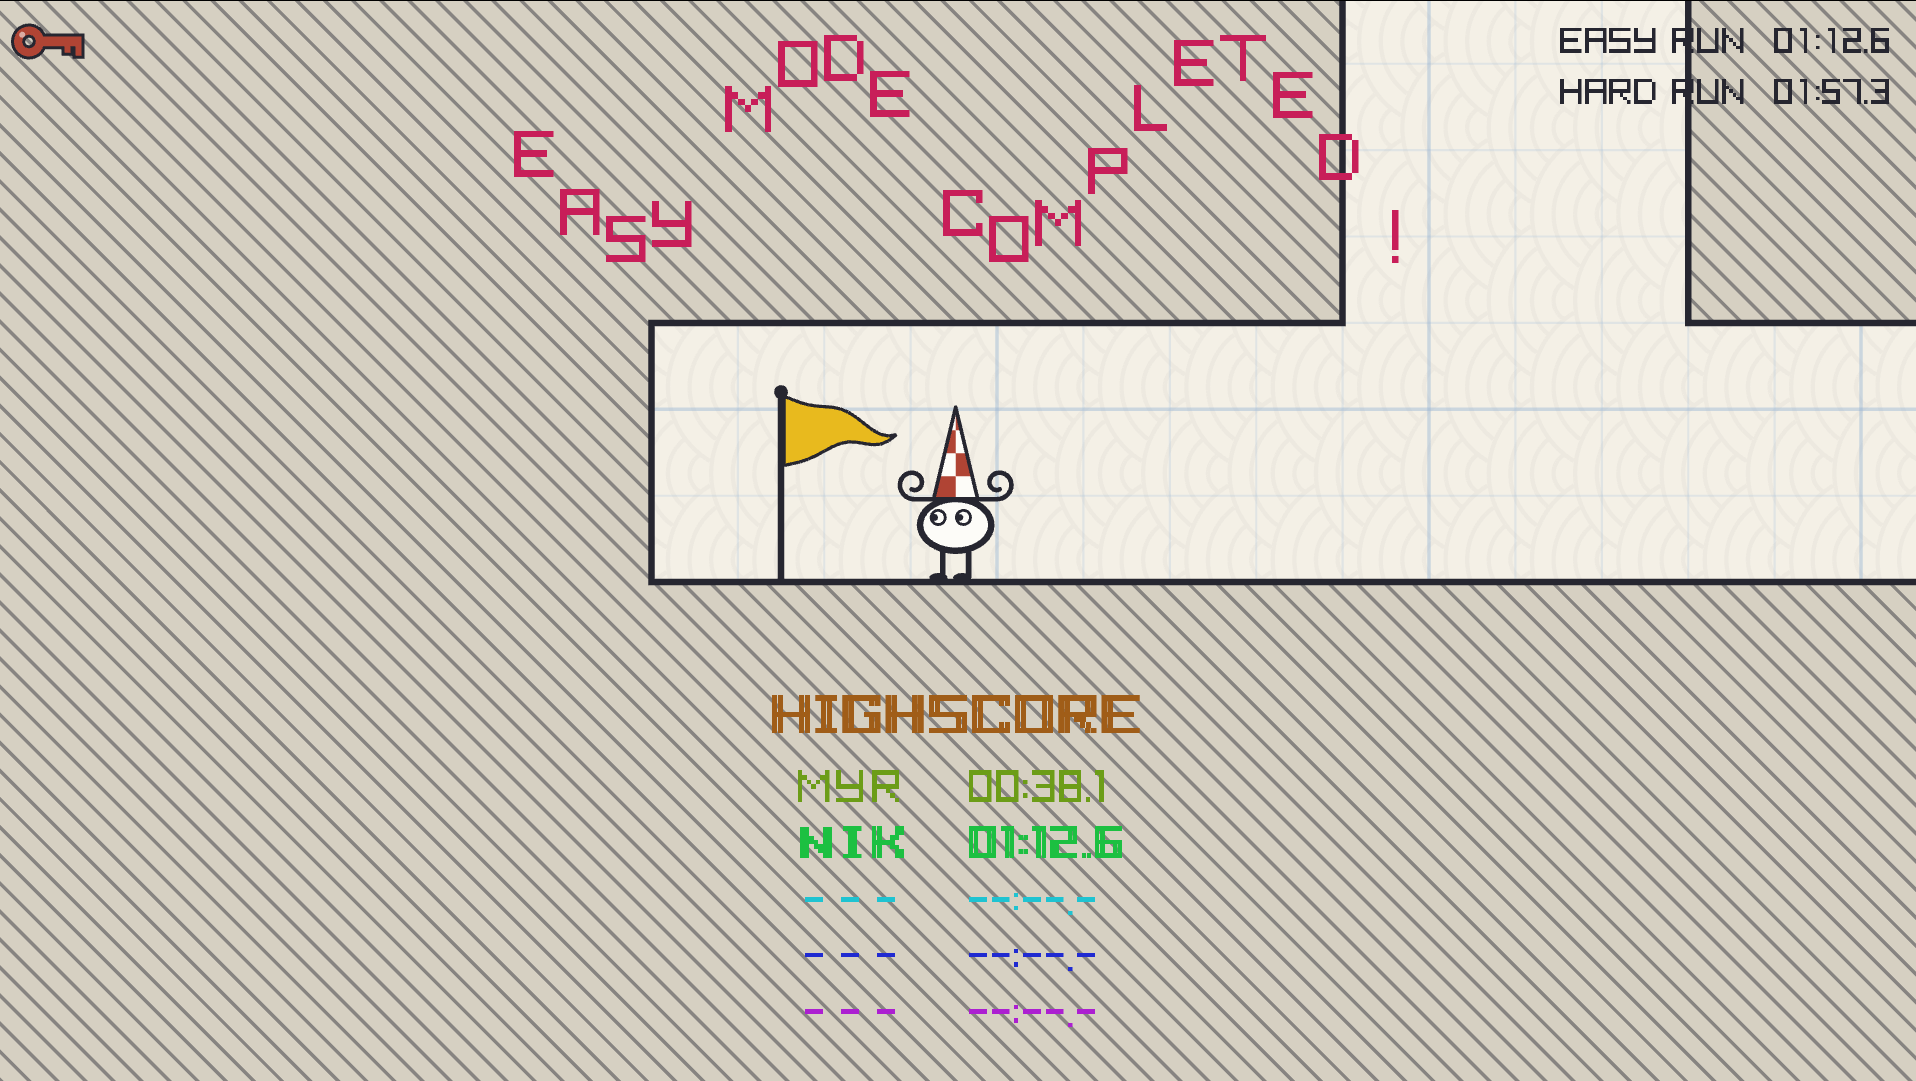 EASY RUN 01:12.6
HARD RUN 01:57.3
EASY MODE COMPLETED!
HIGHSCORE
MYR 00:38.1
NIK 01:12.6
--- --:--.-
--- --:--.-
--- --:--.-